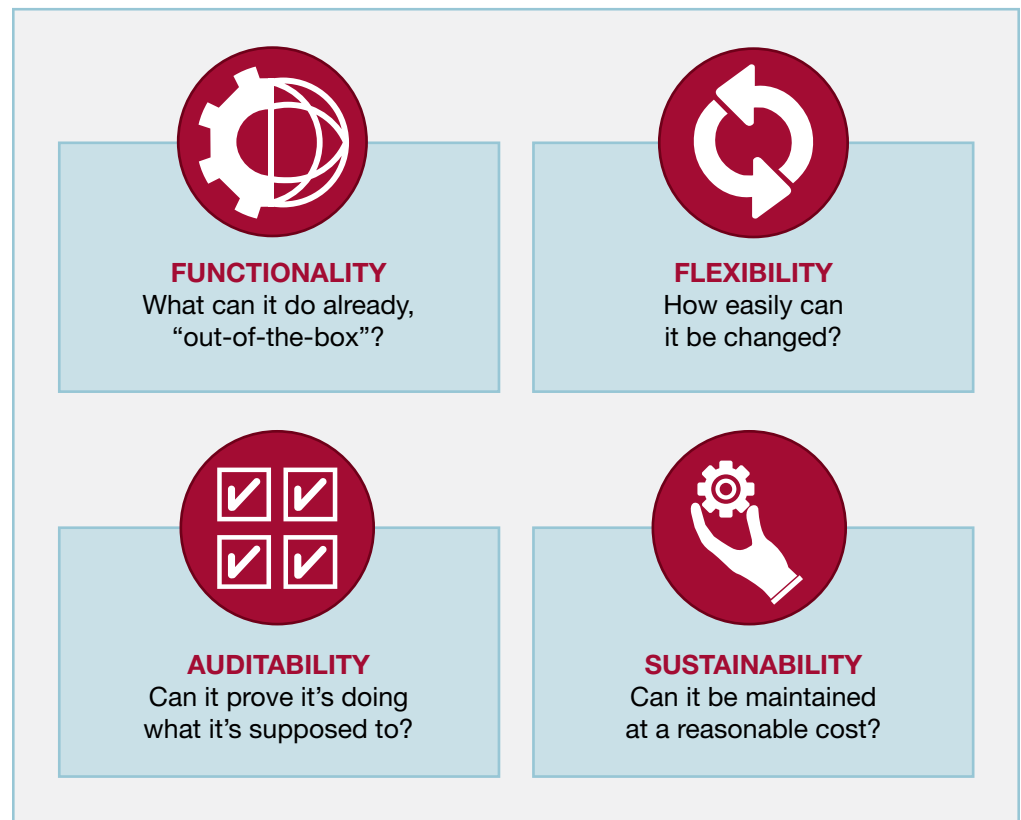 FUNCTIONALITY
What can it do already,
“out-of-the-box”?
FLEXIBILITY
How easily can
it be changed?
AUDITABILITY
Can it prove it’s doing
what it’s supposed to?
SUSTAINABILITY
Can it be maintained
at a reasonable cost?